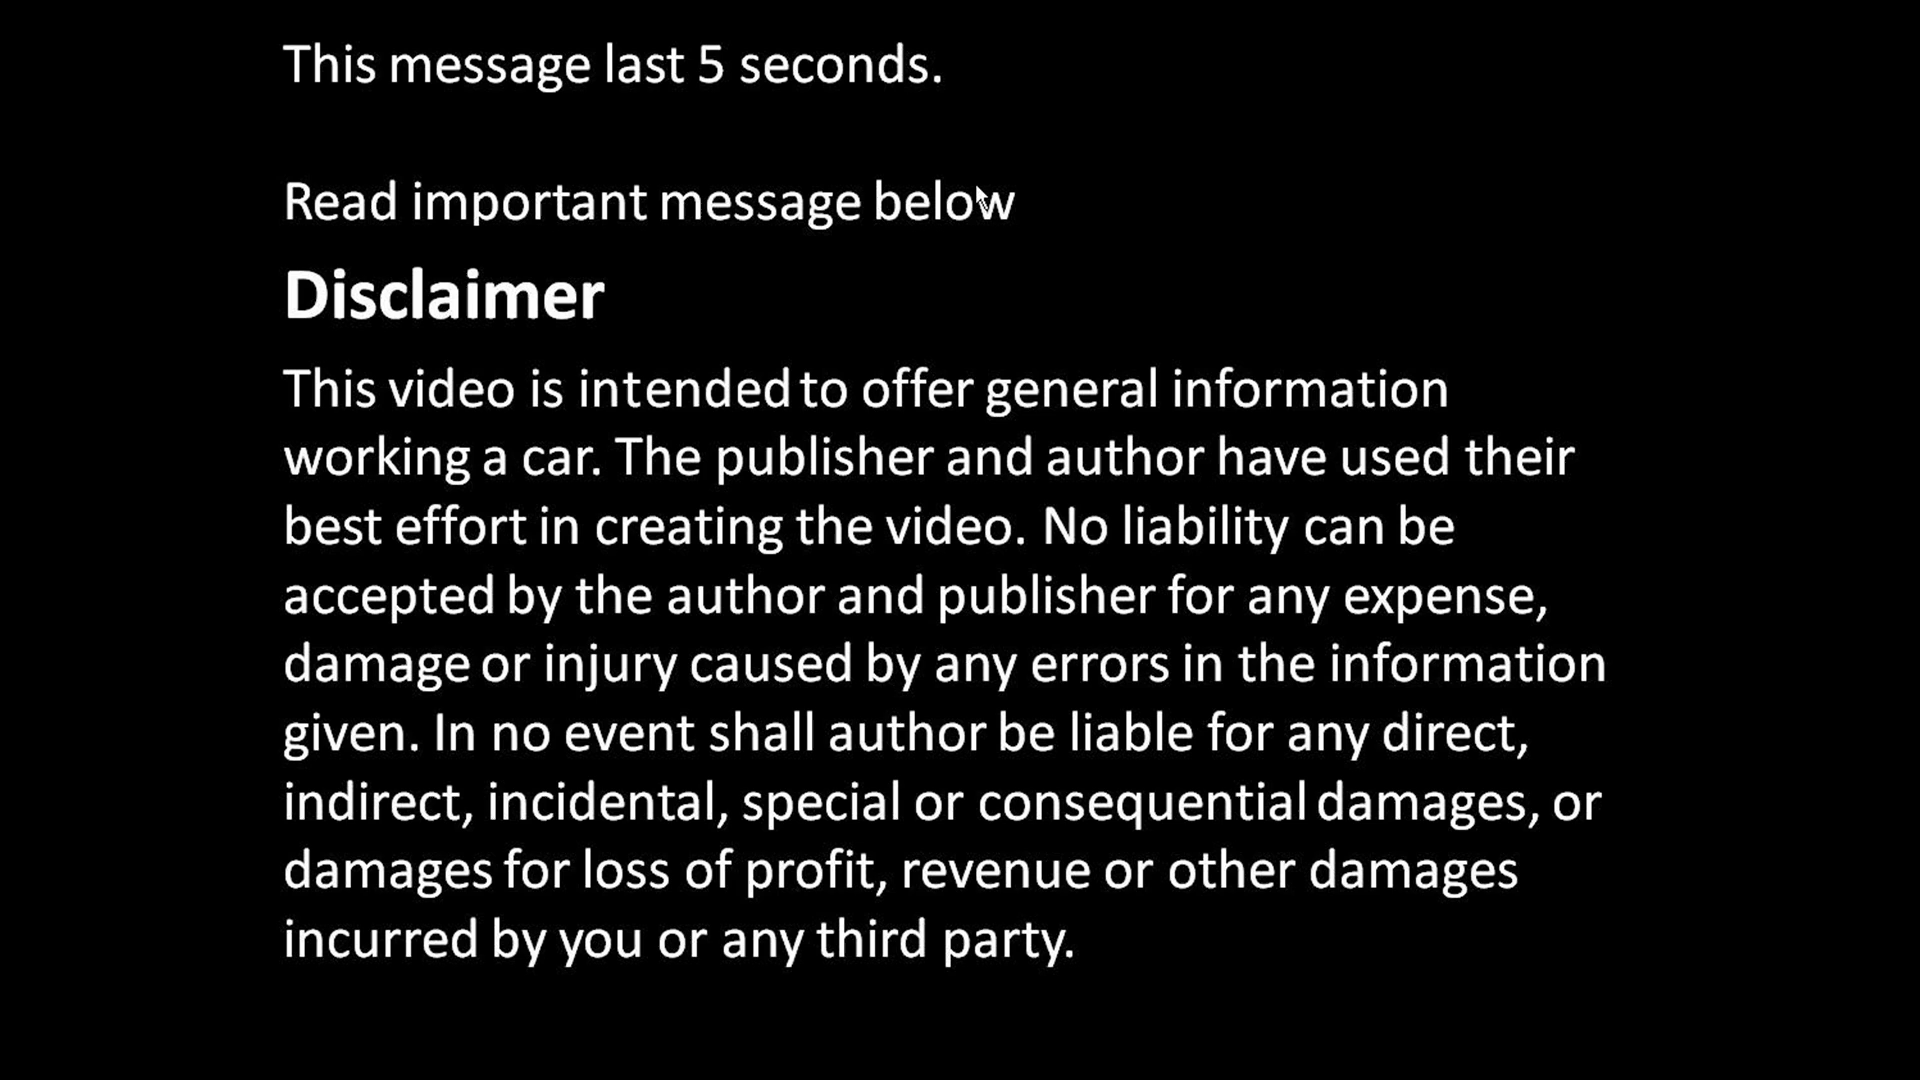 This message last 5 seconds.
Read important message below
Disclaimer
This video is intended to offer general information
working a car. The publisher and author have used their
best effort in creating the video. No liability can be
accepted by the author and publisher for any expense,
damage or injury caused by any errors in the information
given. In no event shall author be liable for any direct,
indirect, incidental, special or consequential damages, or
damages for loss of profit, revenue or other damages
incurred by you or any third party.